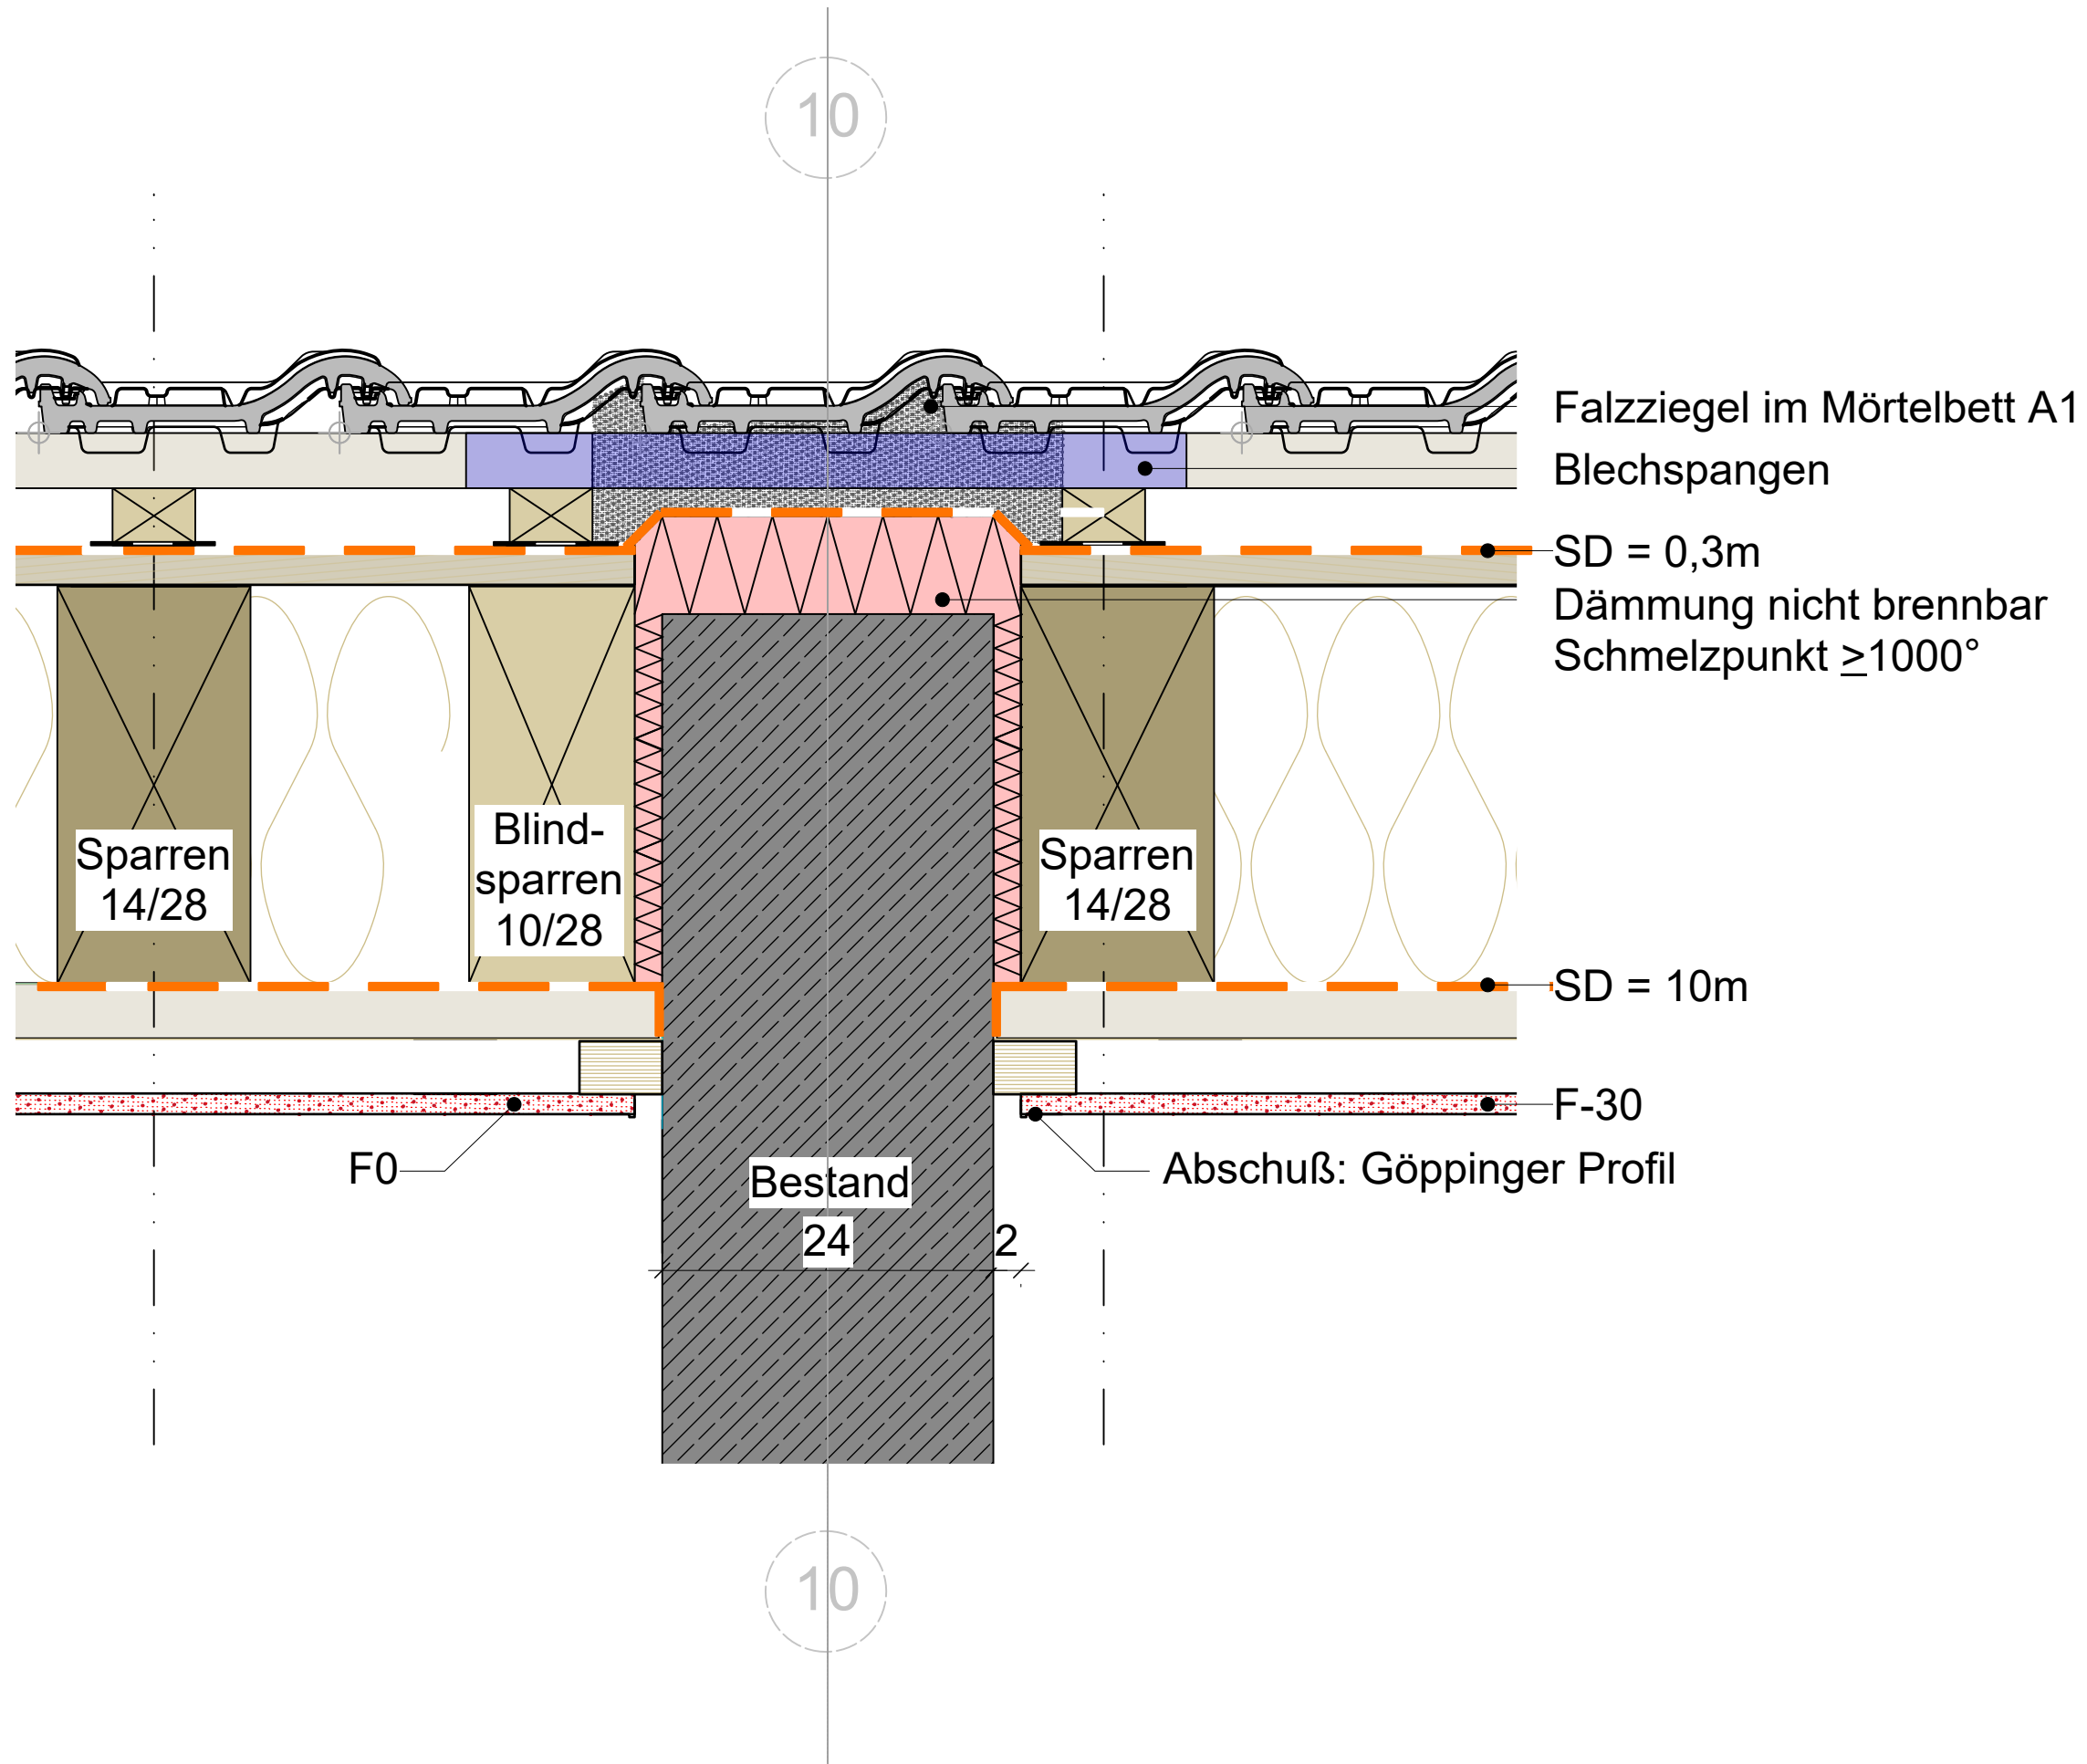 10
Falzziegel im Mörtelbett A1
Blechspangen
SD = 0,3m
Dämmung nicht brennbar
Schmelzpunkt ≥1000°
Sparren
14/28
Blind-
sparren
10/28
Sparren
14/28
SD = 10m
F-30
F0
Abschuß: Göppinger Profil
Bestand
24
2
10